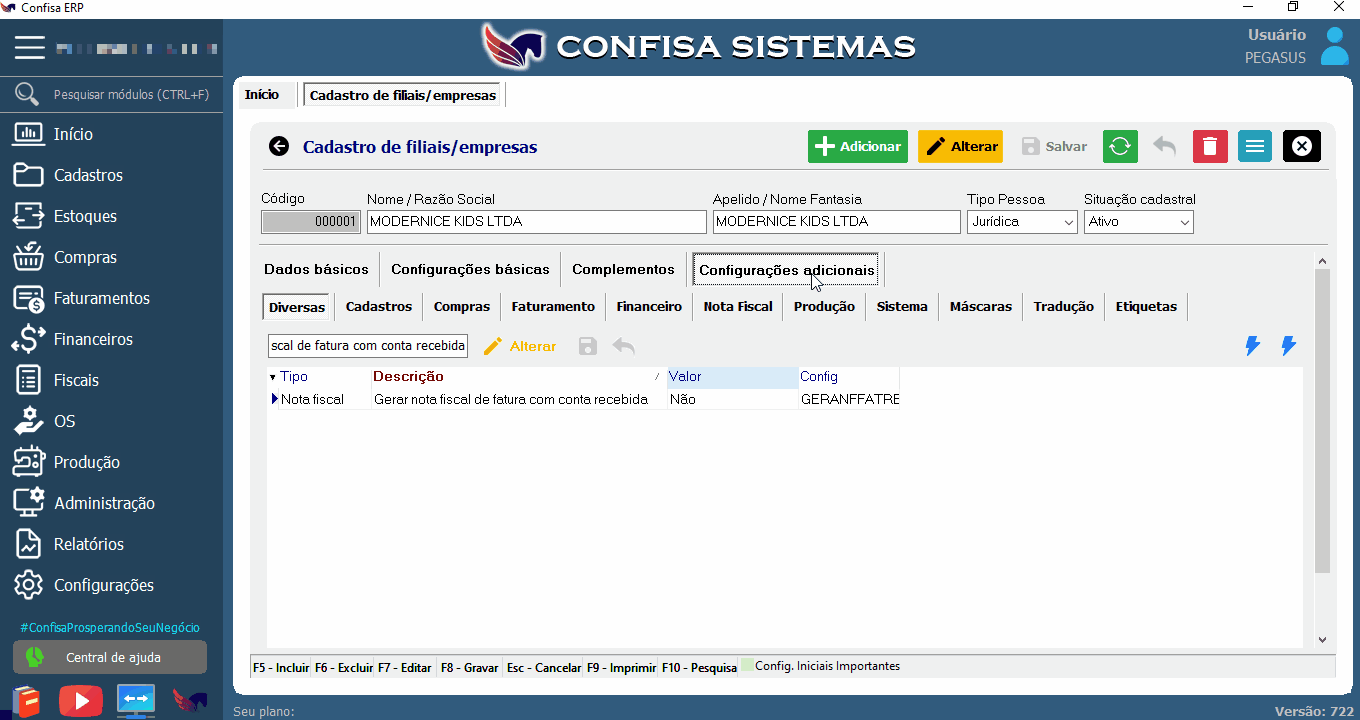 Confisa ERP
CONFISA SISTEMAS
Usuário
PEGASUS
Pesquisar módulos (CTRL+F)
Início
Cadastros
Estoques
Compras
Faturamentos
Financeiros
Fiscais
OS
Produção
Administração
Relatórios
Configurações
#ConfisaProsperandoSeuNegócio
Central de ajuda
Início
Cadastro de filiais/empresas
Cadastro de filiais/empresas
Adicionar
Alterar
Salvar
Código
Nome / Razão Social
Apelido / Nome Fantasia
Tipo Pessoa
Situação cadastral
000001
MODERNICE KIDS LTDA
MODERNICE KIDS LTDA
Jurídica
Ativo
Dados básicos
Configurações básicas
Complementos
Configurações adicionais
Diversas
Cadastros
Compras
Faturamento
Financeiro
Nota Fiscal
Produção
Sistema
Máscaras
Tradução
Etiquetas
scal de fatura com conta recebida
Alterar
Tipo
Descrição
Valor
Config
Nota fiscal
Gerar nota fiscal de fatura com conta recebida
Não
GERANFFATRE
F5 - Incluir
F6 - Excluir
F7 - Editar
F8 - Gravar
Esc - Cancelar
F9 - Imprimir
F10 - Pesquisa
Config. Iniciais Importantes
Seu plano:
Versão: 722